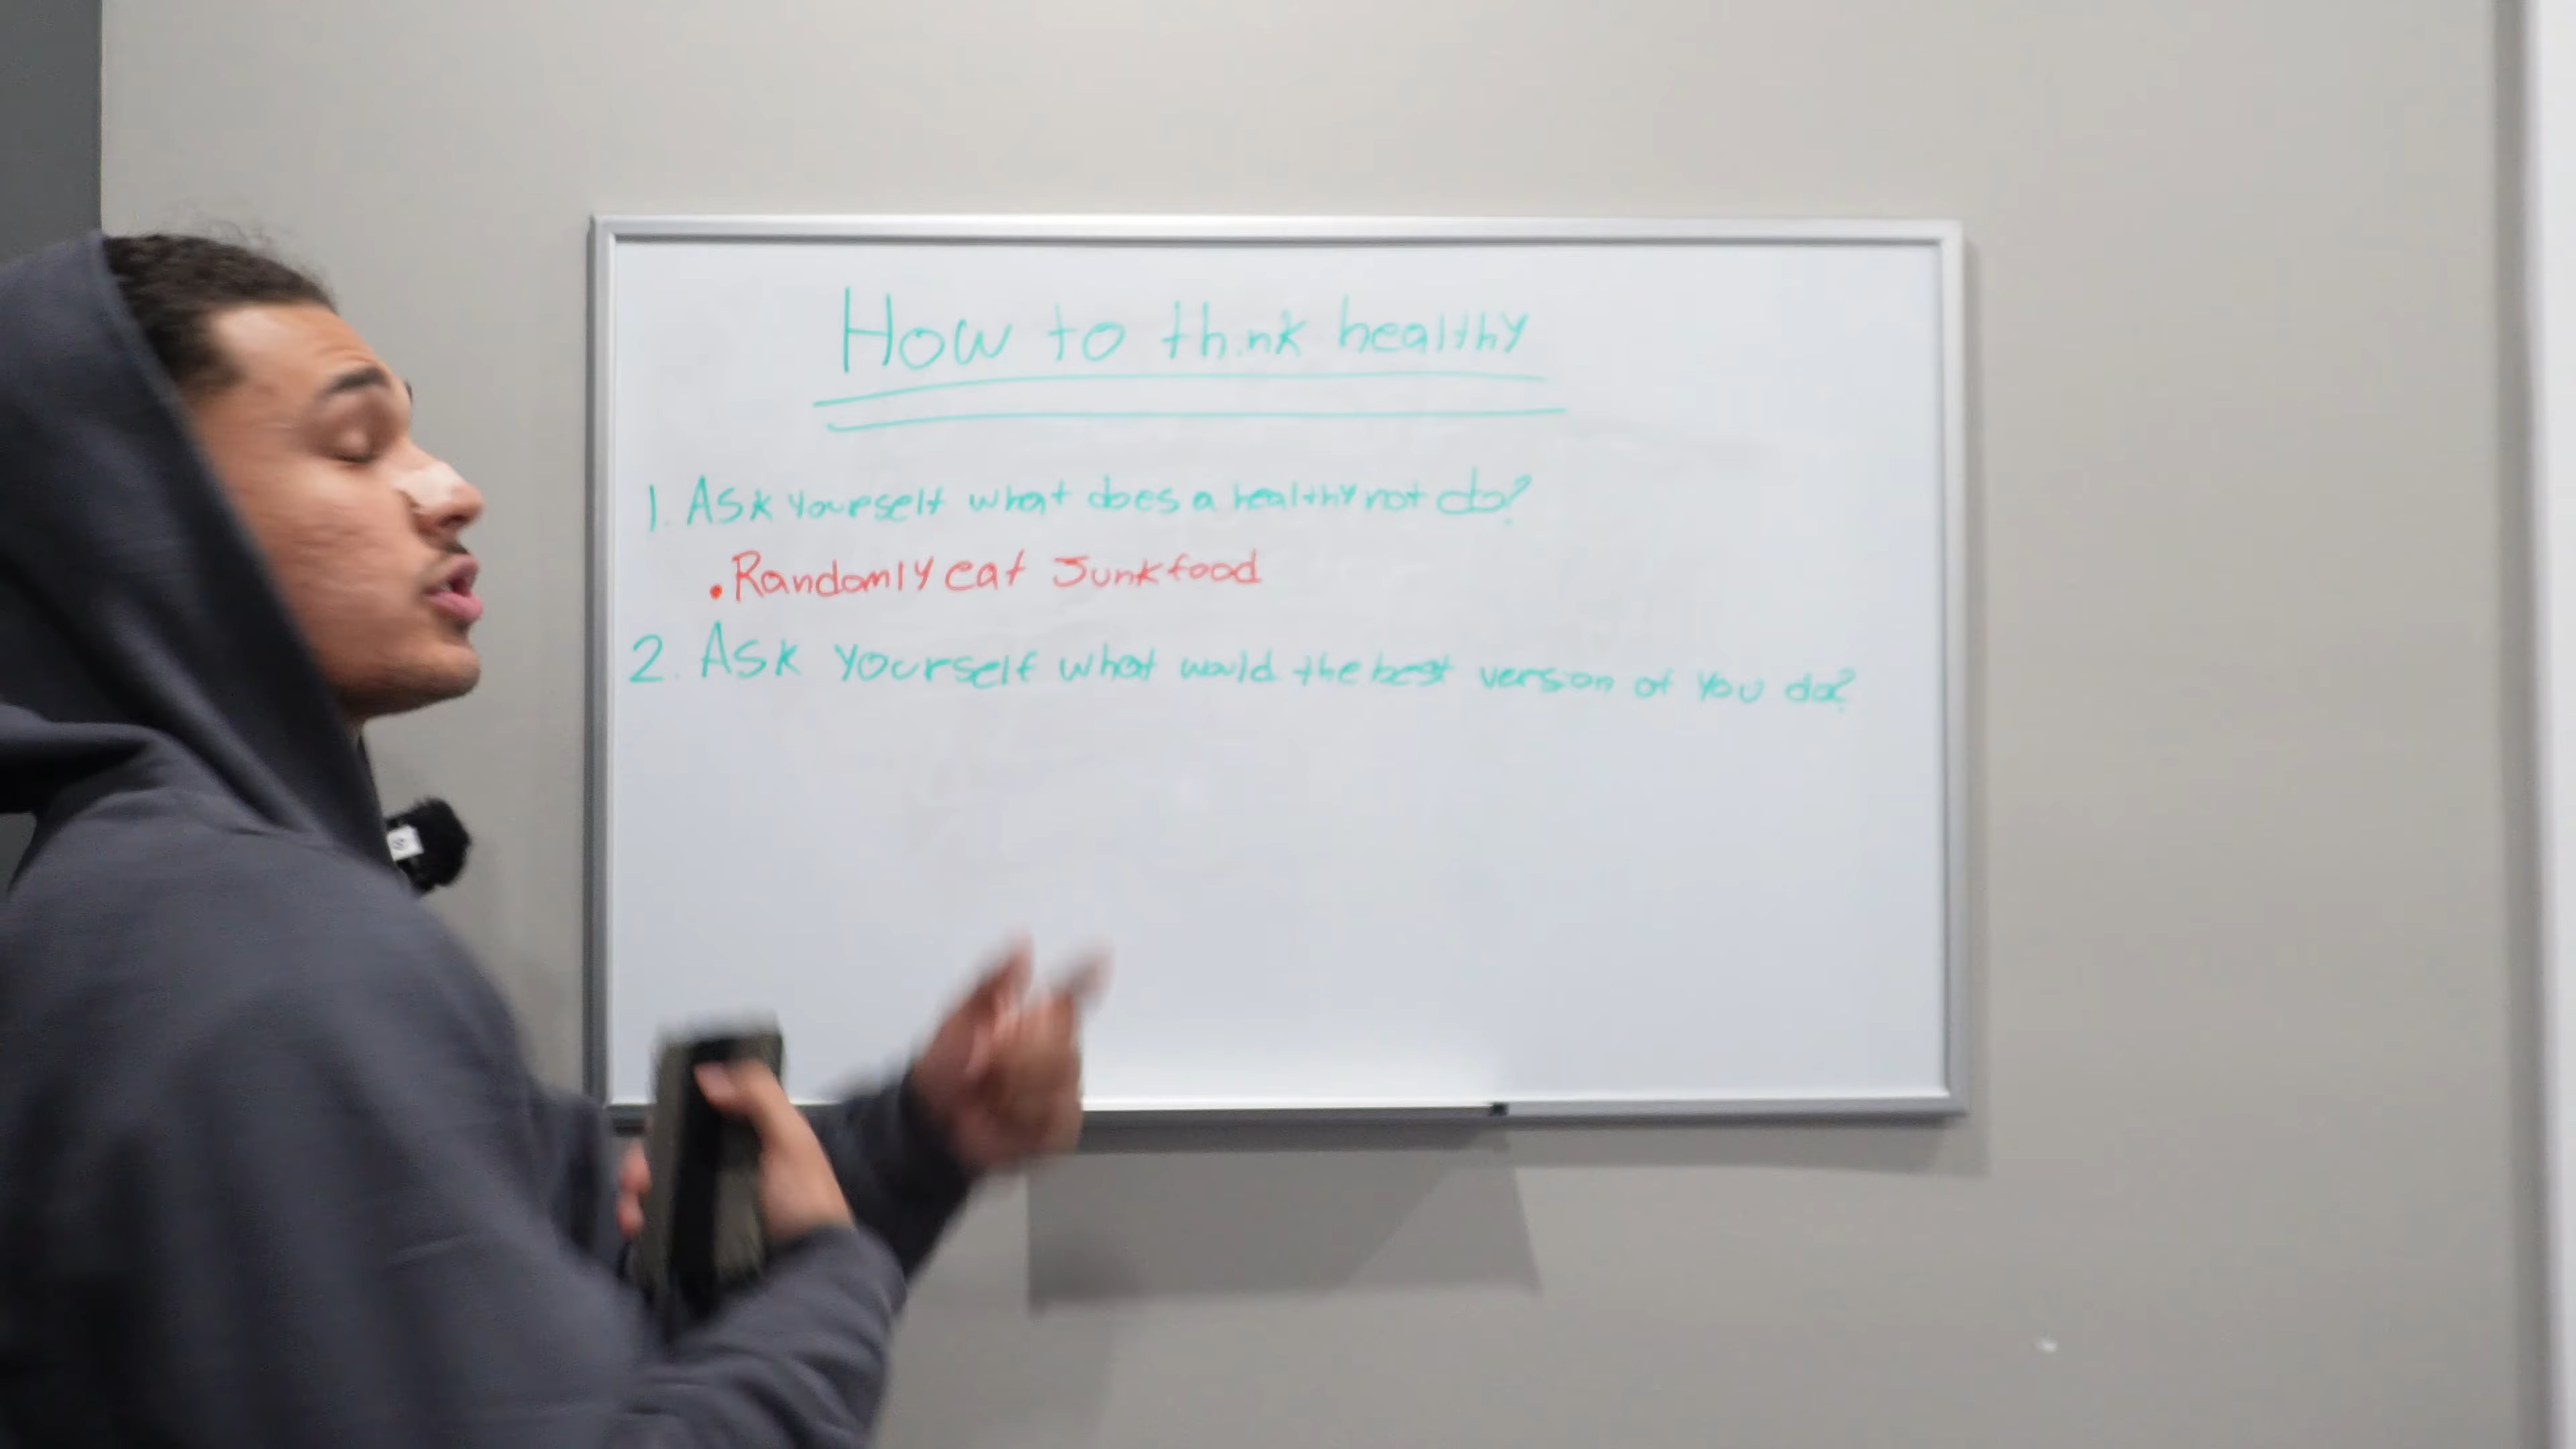 How to think healthy
1. Ask yourself what does a healthy not do?
. Randomly eat Junkfood
2. Ask yourself what would the best version of you do?